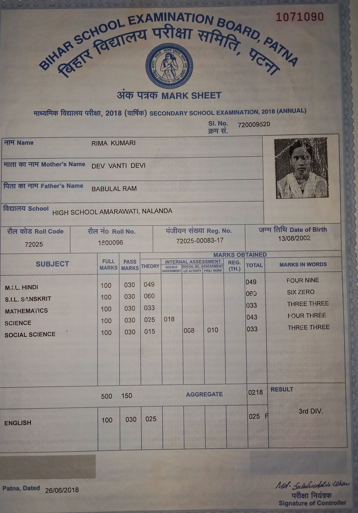 1071090
BIHAR SCHOOL EXAMINATION BOARD, PATNA
बिहार विद्यालय परीक्षा समिति, पटना
अंक पत्रक MARK SHEET
माध्यमिक विद्यालय परीक्षा, 2018 (वार्षिक) SECONDARY SCHOOL EXAMINATION, 2018 (ANNUAL)
Sl. No. 720009520
क्रम सं.
नाम Name RIMA KUMARI
माता का नाम Mother's Name DEV VANTI DEVI
पिता का नाम Father's Name BABULAL RAM
विद्यालय School HIGH SCHOOL AMARAWATI, NALANDA
रौल कोड Roll Code रौल नं० Roll No. पंजीयन संख्या Reg. No. जन्म तिथि Date of Birth
72025 1800096 72025-00083-17 13/08/2002
MARKS OBTAINED
SUBJECT FULL MARKS PASS MARKS THEORY INTERNAL ASSESSMENT REG. (TH.) TOTAL MARKS IN WORDS
M.I.L. HINDI 100 030 049 049 FOUR NINE
S.I.L. SANSKRIT 100 030 060 060 SIX ZERO
MATHEMATICS 100 030 033 033 THREE THREE
SCIENCE 100 030 025 018 043 FOUR THREE
SOCIAL SCIENCE 100 030 015 008 010 033 THREE THREE
500 150 AGGREGATE 0218 RESULT
3rd DIV.
ENGLISH 100 030 025 025 F
Patna, Dated 26/06/2018
परीक्षा नियंत्रक
Signature of Controller